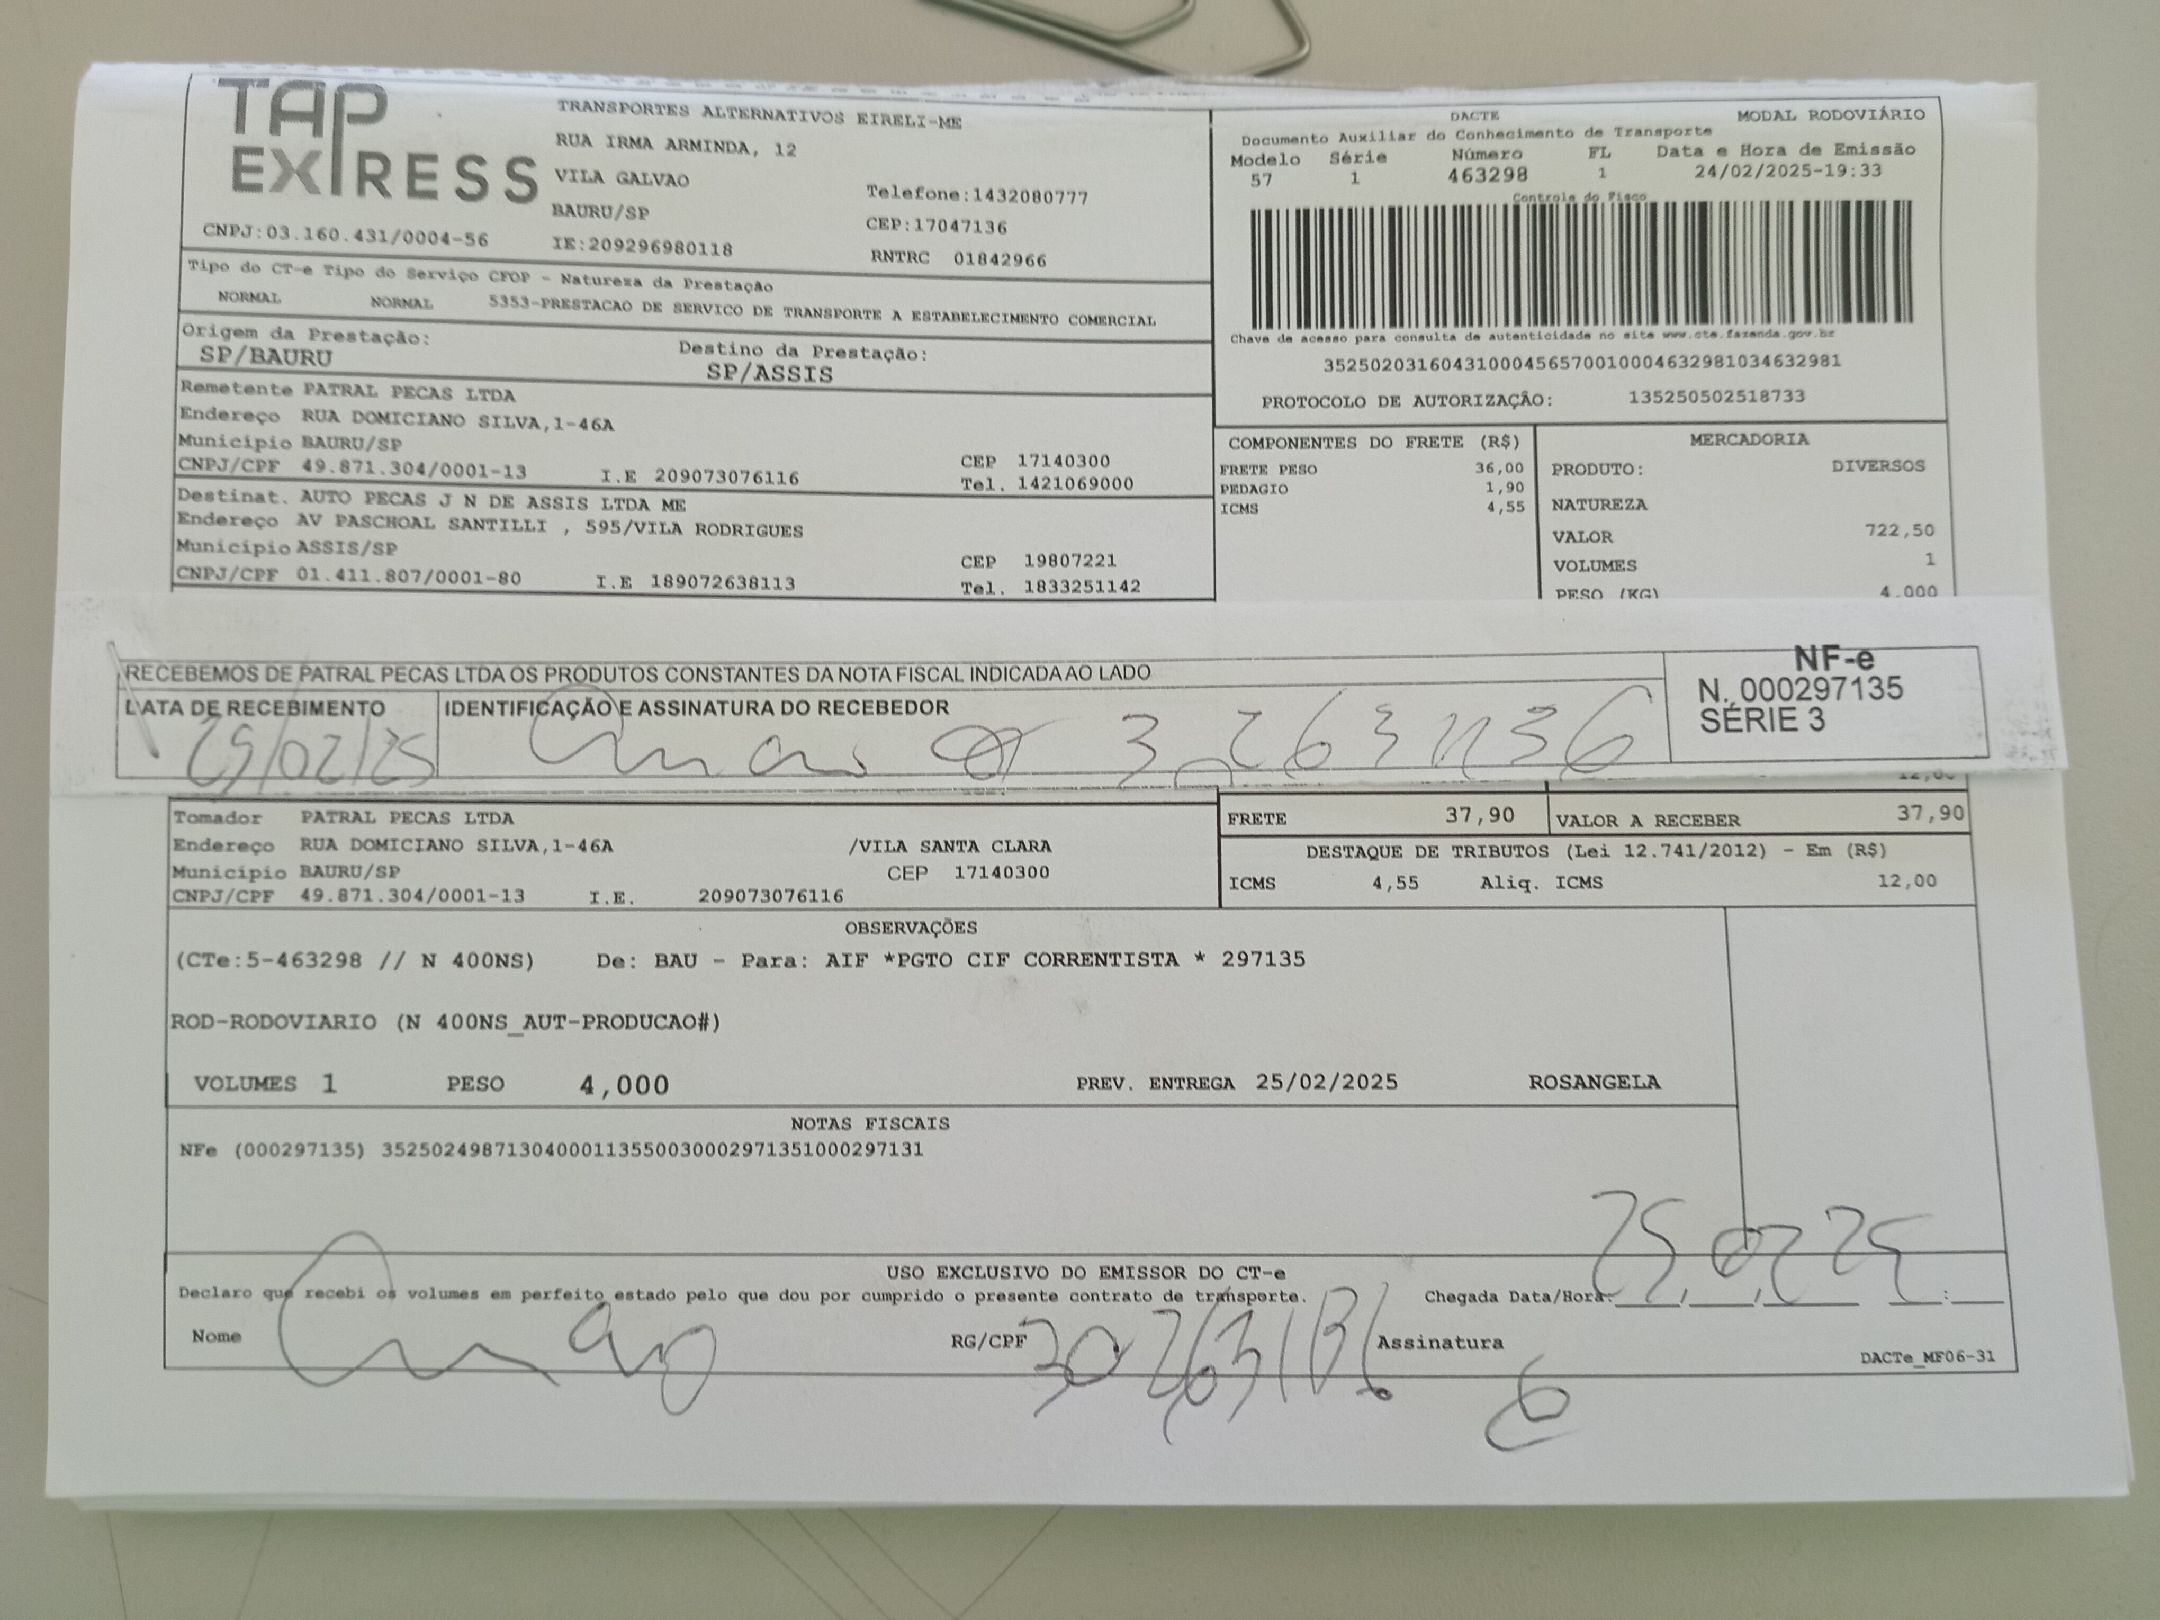 TAP EXPRESS
TRANSPORTES ALTERNATIVOS EIRELI-ME
RUA IRMA ARMINDA, 12
VILA GALVAO
Telefone:1432080777
BAURU/SP
CEP:17047136
CNPJ:03.160.431/0004-56
IE:209296980118
RNTRC 01842966
DACTE MODAL RODOVIÁRIO
Documento Auxiliar do Conhecimento de Transporte
Modelo Série Número FL Data e Hora de Emissão
57 1 463298 1 24/02/2025-19:33
Controle do Fisco
Chave de acesso para consulta de autenticidade no site www.cte.fazenda.gov.br
35250203160431000456570010004632981034632981
PROTOCOLO DE AUTORIZAÇÃO: 135250502518733
Tipo do CT-e Tipo do Serviço CFOP - Natureza da Prestação
NORMAL NORMAL 5353-PRESTACAO DE SERVICO DE TRANSPORTE A ESTABELECIMENTO COMERCIAL
Origem da Prestação: Destino da Prestação:
SP/BAURU SP/ASSIS
Remetente PATRAL PECAS LTDA
Endereço RUA DOMICIANO SILVA,1-46A
Município BAURU/SP
CEP 17140300
CNPJ/CPF 49.871.304/0001-13 I.E 209073076116 Tel. 1421069000
Destinat. AUTO PECAS J N DE ASSIS LTDA ME
Endereço AV PASCHOAL SANTILLI , 595/VILA RODRIGUES
Município ASSIS/SP
CEP 19807221
CNPJ/CPF 01.411.807/0001-80 I.E 189072638113 Tel. 1833251142
COMPONENTES DO FRETE (R$)
FRETE PESO 36,00
PEDAGIO 1,90
ICMS 4,55
MERCADORIA
PRODUTO: DIVERSOS
NATUREZA
VALOR 722,50
VOLUMES 1
PESO (KG) 4.000
RECEBEMOS DE PATRAL PECAS LTDA OS PRODUTOS CONSTANTES DA NOTA FISCAL INDICADA AO LADO
DATA DE RECEBIMENTO IDENTIFICAÇÃO E ASSINATURA DO RECEBEDOR
25/02/25
NF-e
N. 000297135
SÉRIE 3
Tomador PATRAL PECAS LTDA
Endereço RUA DOMICIANO SILVA,1-46A /VILA SANTA CLARA
Município BAURU/SP CEP 17140300
CNPJ/CPF 49.871.304/0001-13 I.E. 209073076116
FRETE 37,90 VALOR A RECEBER 37,90
DESTAQUE DE TRIBUTOS (Lei 12.741/2012) - Em (R$)
ICMS 4,55 Aliq. ICMS 12,00
OBSERVAÇÕES
(CTe:5-463298 // N 400NS) De: BAU - Para: AIF *PGTO CIF CORRENTISTA * 297135
ROD-RODOVIARIO (N 400NS_AUT-PRODUCAO#)
VOLUMES 1 PESO 4,000 PREV. ENTREGA 25/02/2025 ROSANGELA
NOTAS FISCAIS
NFe (000297135) 35250249871304000113550030002971351000297131
USO EXCLUSIVO DO EMISSOR DO CT-e
Declaro que recebi os volumes em perfeito estado pelo que dou por cumprido o presente contrato de transporte. Chegada Data/Hora: 25 02 25
Nome RG/CPF Assinatura
DACTe_MF06-31